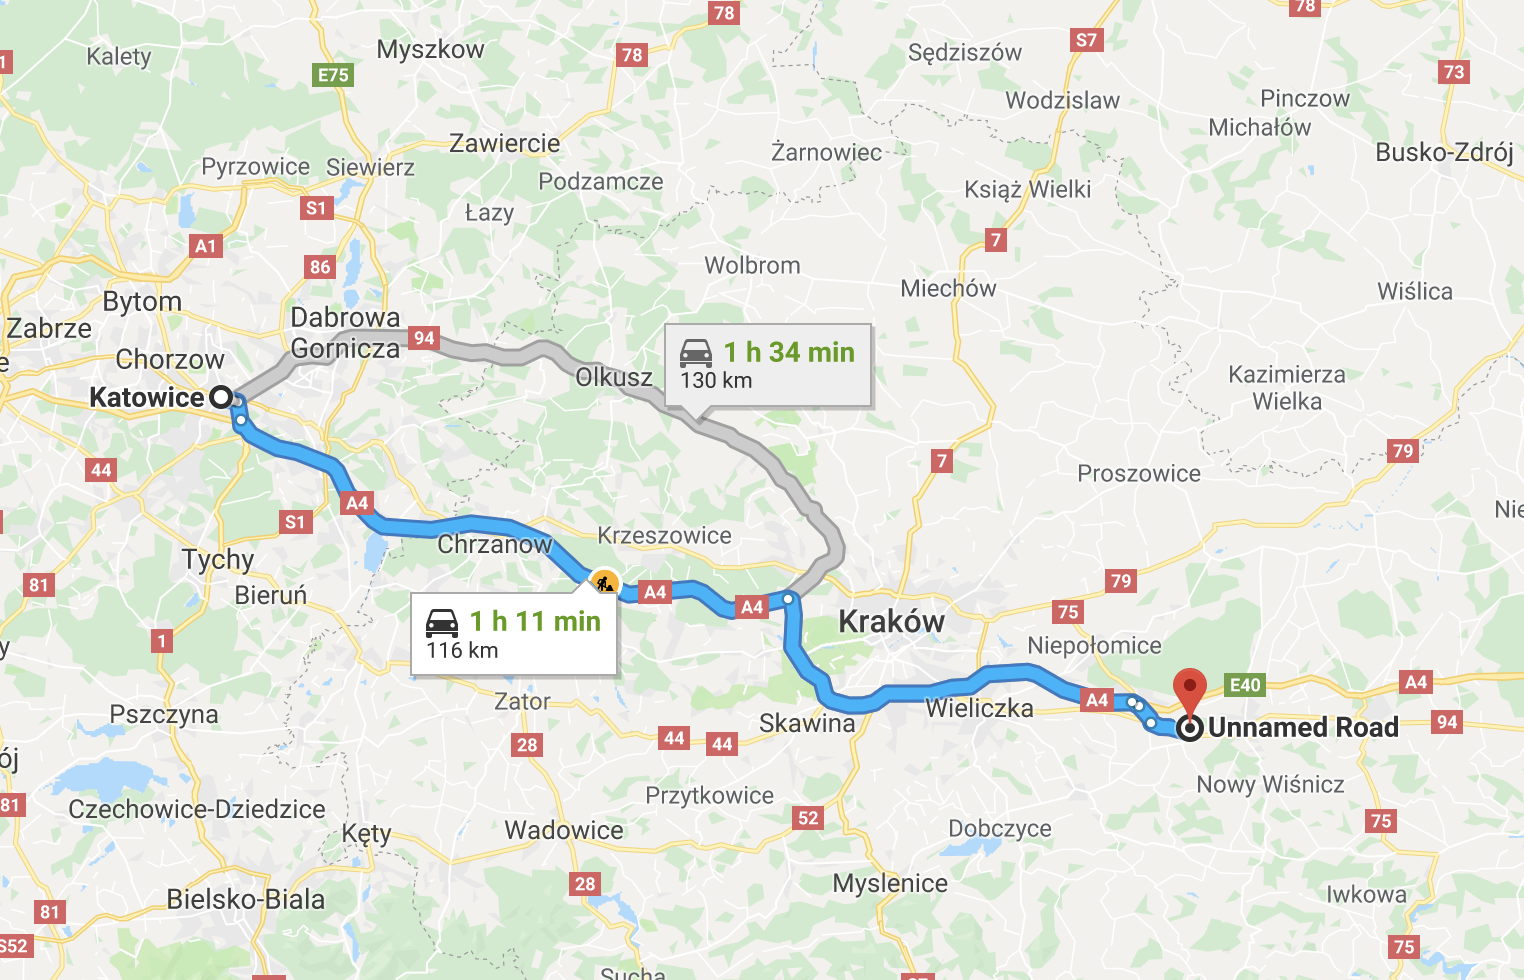 78
78
Kalety
Myszkow
78
Sędziszów
S7
73
E75
Wodzislaw
Pinczow
Michałów
Busko-Zdrój
Zawiercie
Żarnowiec
Pyrzowice
Siewierz
Podzamcze
Książ Wielki
S1
Łazy
A1
7
86
Wolbrom
Miechów
Wiślica
Bytom
Zabrze
Dabrowa
Gornicza
94
Chorzow
1 h 34 min
130 km
Olkusz
Kazimierza
Wielka
Katowice
44
7
79
Proszowice
A4
S1
Chrzanow
Krzeszowice
Tychy
81
Bieruń
A4
A4
79
75
Kraków
1 h 11 min
116 km
1
Niepołomice
E40
A4
Zator
Pszczyna
Skawina
Wieliczka
A4
Unnamed Road
94
28
44
44
Nowy Wiśnicz
81
Czechowice-Dziedzice
Przytkowice
Kęty
Wadowice
52
Dobczyce
75
28
Myslenice
Iwkowa
Bielsko-Biala
81
S52
75
Sucha